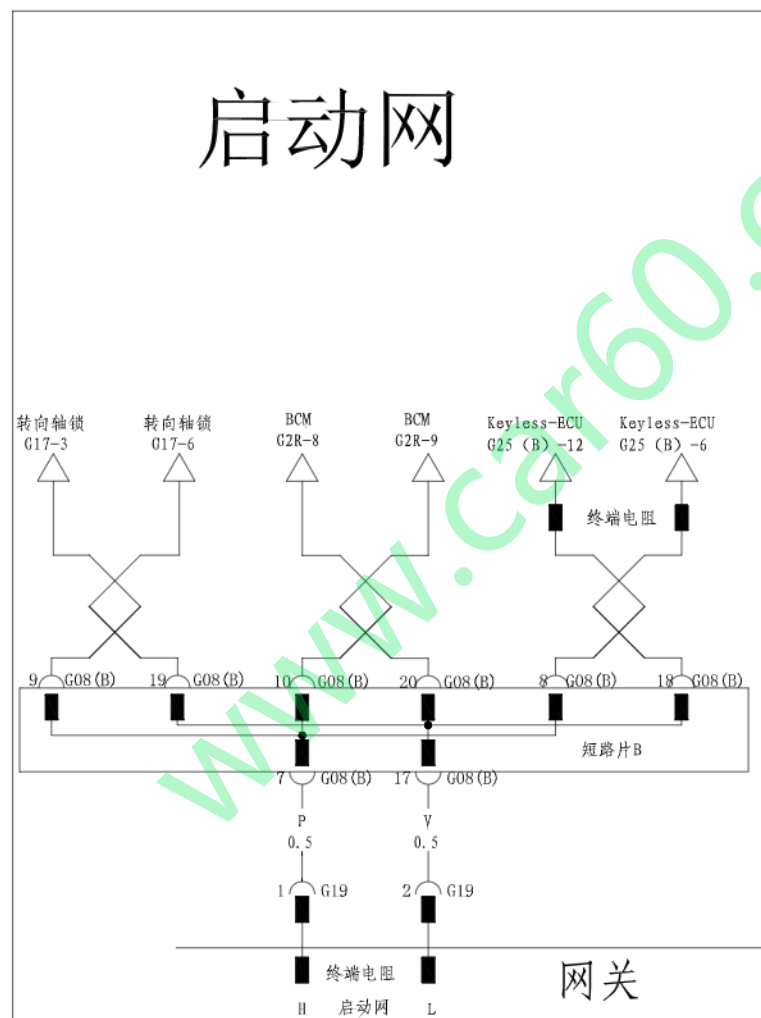 启动网
转向轴锁 转向轴锁 BCM BCM Keyless-ECU Keyless-ECU
G17-3 G17-6 G2R-8 G2R-9 G25 (B) -12 G25 (B) -6
终端电阻
9 G08(B) 19 G08(B) 10 G08(B) 20 G08(B) 8 G08(B) 18 G08(B)
短路片B
7 G08(B) 17 G08(B)
P V
0.5 0.5
1 G19 2 G19
终端电阻 网关
H 启动网 L
www.car60.